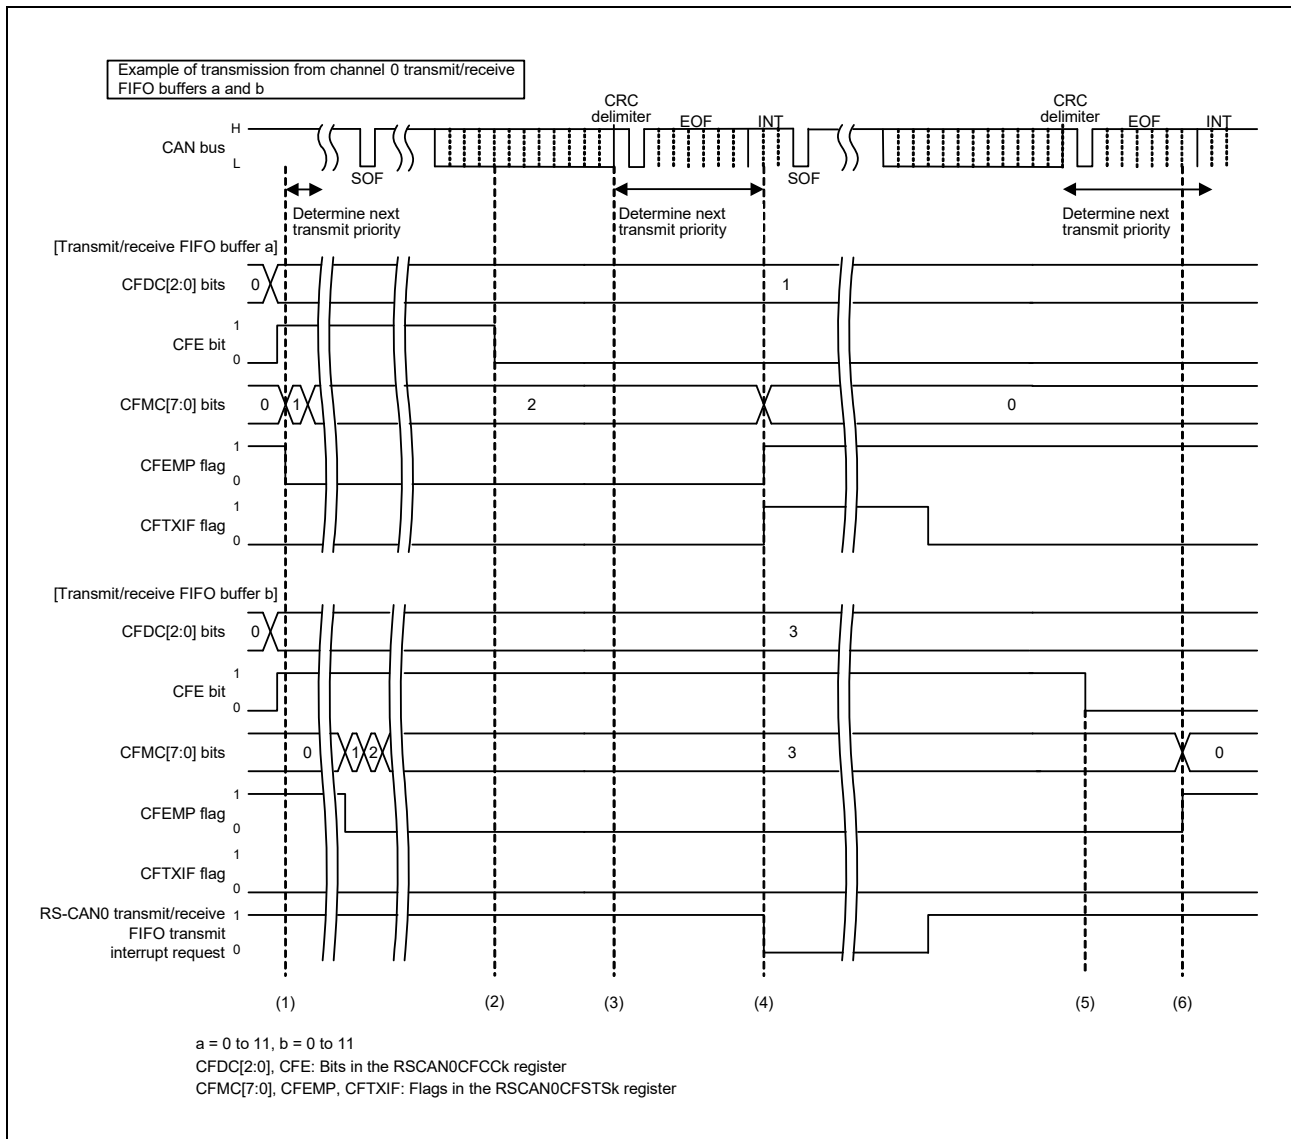 Example of transmission from channel 0 transmit/receive
FIFO buffers a and b
CRC
delimiter
EOF
INT
CRC
delimiter
EOF
INT
H
CAN bus
L
SOF
SOF
Determine next
transmit priority
Determine next
transmit priority
Determine next
transmit priority
[Transmit/receive FIFO buffer a]
CFDC[2:0] bits
0
1
1
CFE bit
0
CFMC[7:0] bits
0
1
2
0
1
CFEMP flag
0
1
CFTXIF flag
0
[Transmit/receive FIFO buffer b]
CFDC[2:0] bits
0
3
1
CFE bit
0
CFMC[7:0] bits
0
1
2
3
0
1
CFEMP flag
0
1
CFTXIF flag
0
RS-CAN0 transmit/receive
1
FIFO transmit
interrupt request
0
(1)
(2)
(3)
(4)
(5)
(6)
a = 0 to 11, b = 0 to 11
CFDC[2:0], CFE: Bits in the RSCAN0CFCCk register
CFMC[7:0], CFEMP, CFTXIF: Flags in the RSCAN0CFSTSk register